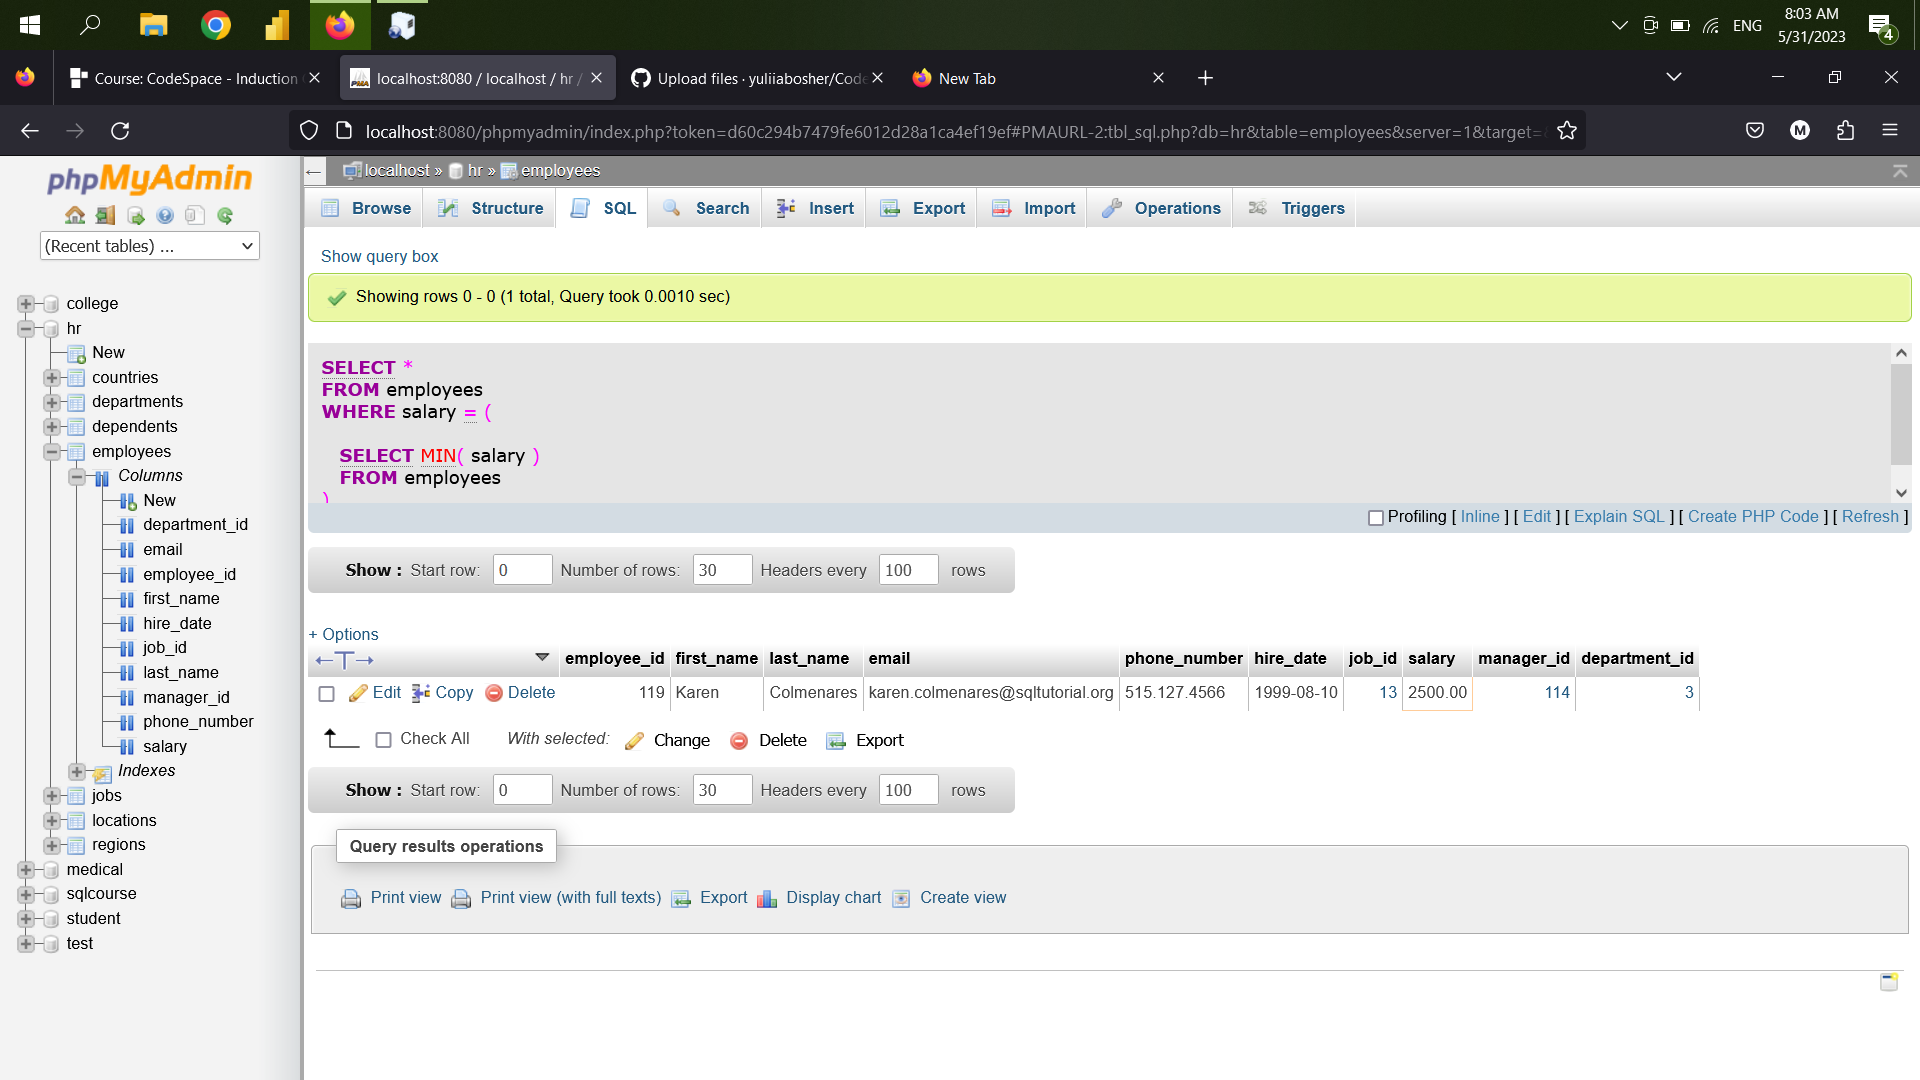 ENG
8:03 AM
5/31/2023
4
Course: CodeSpace - Induction
localhost:8080 / localhost / hr /
Upload files · yuliiabosher/Code
New Tab
localhost:8080/phpmyadmin/index.php?token=d60c294b7479fe6012d28a1ca4ef19ef#PMAURL-2:tbl_sql.php?db=hr&table=employees&server=1&target=
M
phpMyAdmin
(Recent tables) ...
college
hr
New
countries
departments
dependents
employees
Columns
New
department_id
email
employee_id
first_name
hire_date
job_id
last_name
manager_id
phone_number
salary
Indexes
jobs
locations
regions
medical
sqlcourse
student
test
localhost » hr » employees
Browse Structure SQL Search Insert Export Import Operations Triggers
Show query box
Showing rows 0 - 0 (1 total, Query took 0.0010 sec)
SELECT *
FROM employees
WHERE salary = (
SELECT MIN( salary )
FROM employees
)
Profiling [ Inline ] [ Edit ] [ Explain SQL ] [ Create PHP Code ] [ Refresh ]
Show : Start row: 0 Number of rows: 30 Headers every 100 rows
+ Options
employee_id first_name last_name email phone_number hire_date job_id salary manager_id department_id
Edit Copy Delete 119 Karen Colmenares karen.colmenares@sqltutorial.org 515.127.4566 1999-08-10 13 2500.00 114 3
Check All With selected: Change Delete Export
Show : Start row: 0 Number of rows: 30 Headers every 100 rows
Query results operations
Print view Print view (with full texts) Export Display chart Create view